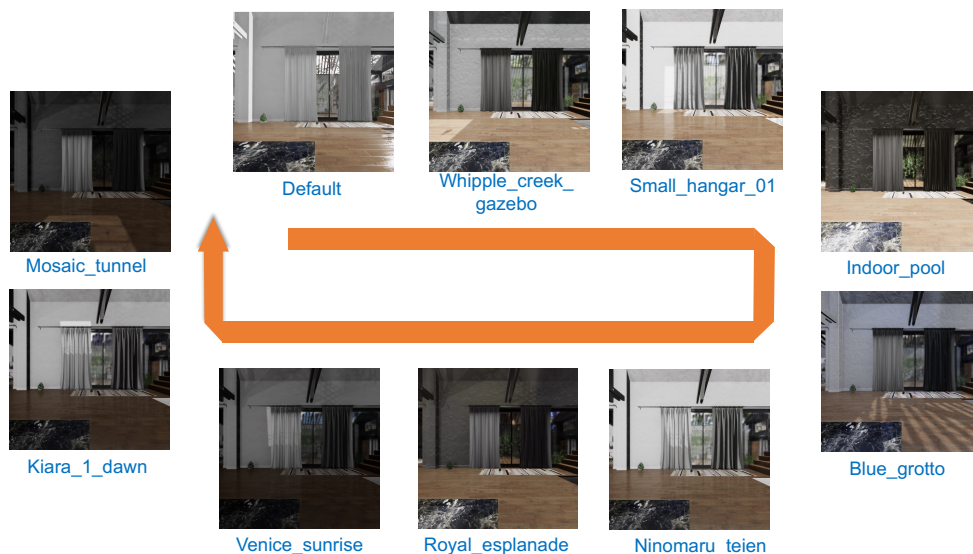 Default
Whipple_creek_
gazebo
Small_hangar_01
Mosaic_tunnel
Indoor_pool
Kiara_1_dawn
Blue_grotto
Venice_sunrise
Royal_esplanade
Ninomaru_teien